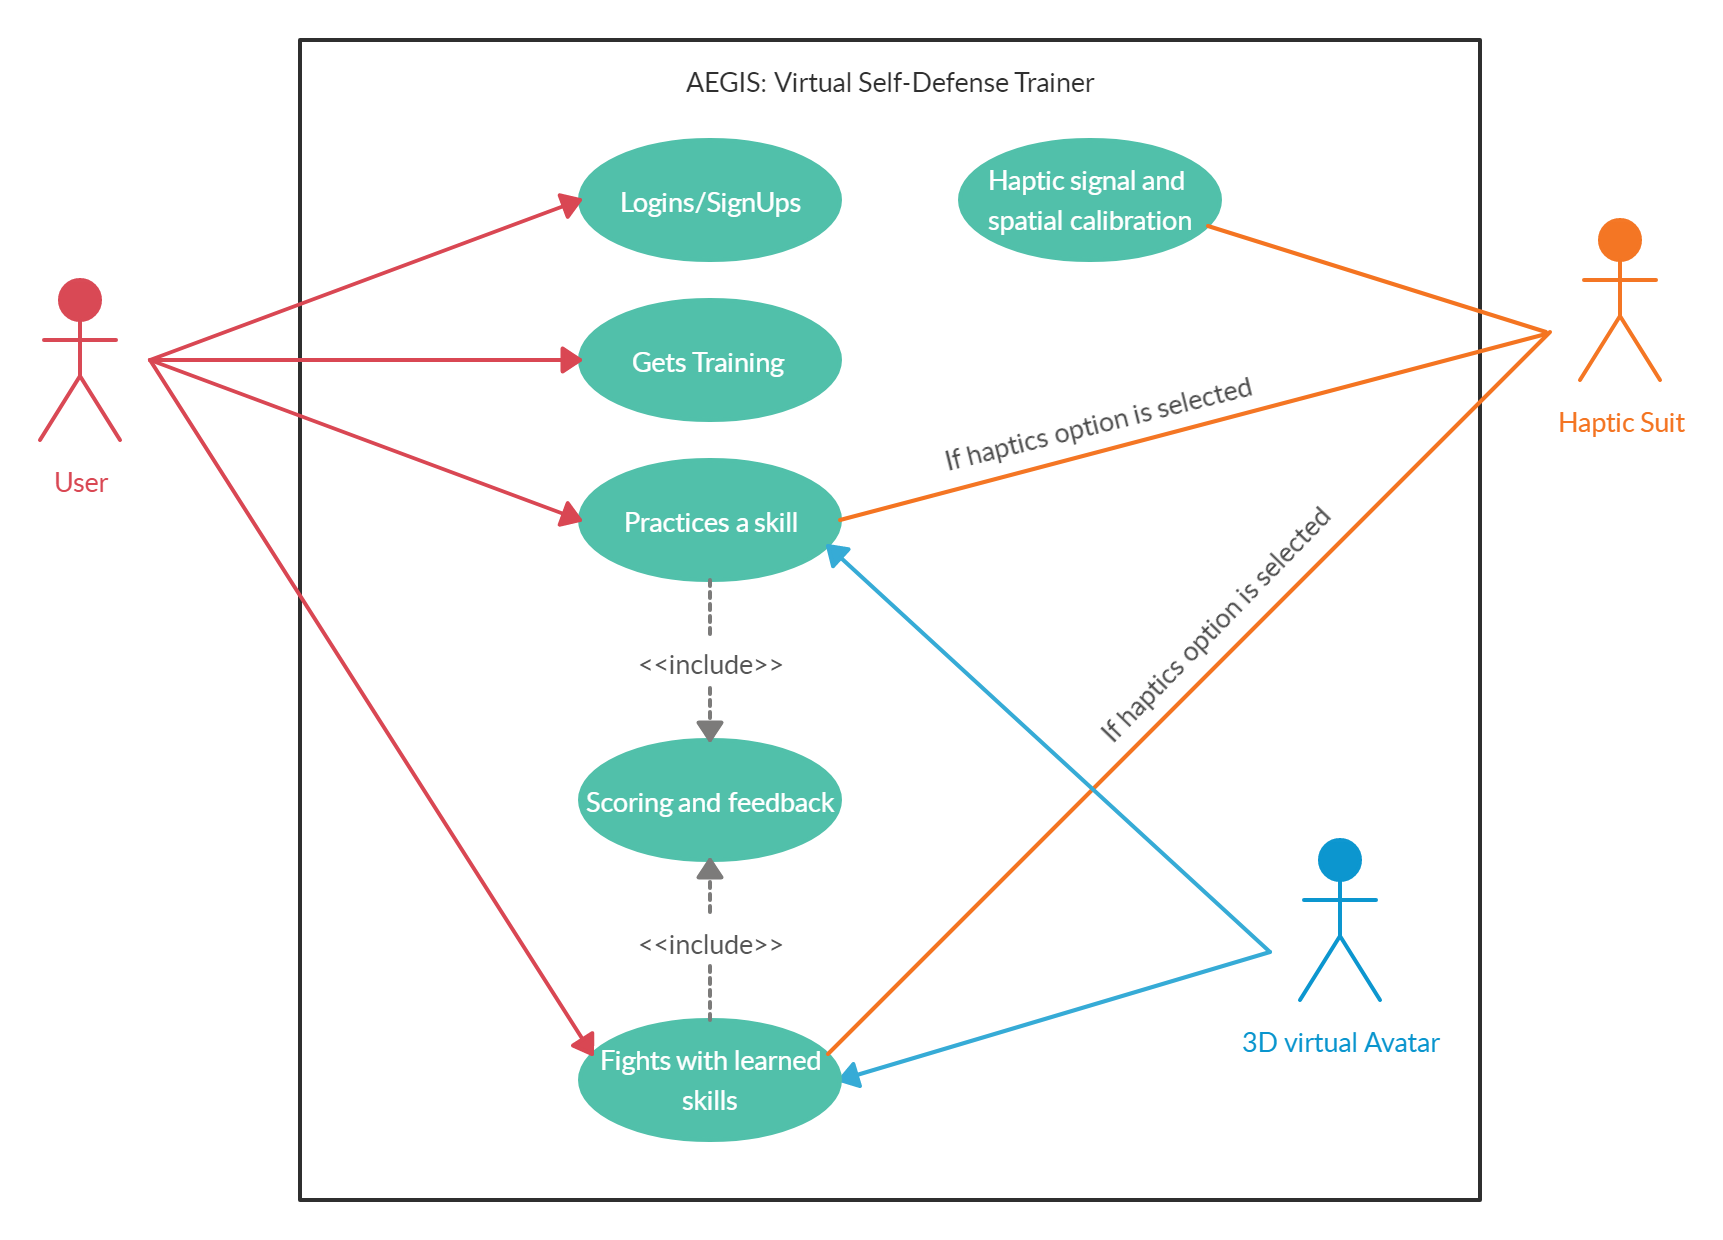 AEGIS: Virtual Self-Defense Trainer
Logins/SignUps
Haptic signal and
spatial calibration
Gets Training
Haptic Suit
If haptics option is selected
User
Practices a skill
If haptics option is selected
<<include>>
Scoring and feedback
<<include>>
3D virtual Avatar
Fights with learned
skills